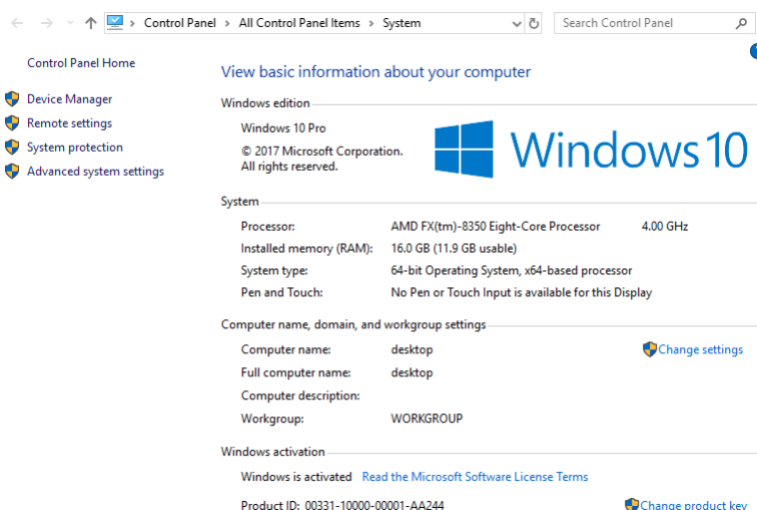 Control Panel > All Control Panel Items > System
Search Control Panel
Control Panel Home
Device Manager
Remote settings
System protection
Advanced system settings
View basic information about your computer
Windows edition
Windows 10 Pro
© 2017 Microsoft Corporation.
All rights reserved.
Windows 10
System
Processor: AMD FX(tm)-8350 Eight-Core Processor 4.00 GHz
Installed memory (RAM): 16.0 GB (11.9 GB usable)
System type: 64-bit Operating System, x64-based processor
Pen and Touch: No Pen or Touch Input is available for this Display
Computer name, domain, and workgroup settings
Computer name: desktop
Change settings
Full computer name: desktop
Computer description:
Workgroup: WORKGROUP
Windows activation
Windows is activated Read the Microsoft Software License Terms
Product ID: 00331-10000-00001-AA244
Change product key